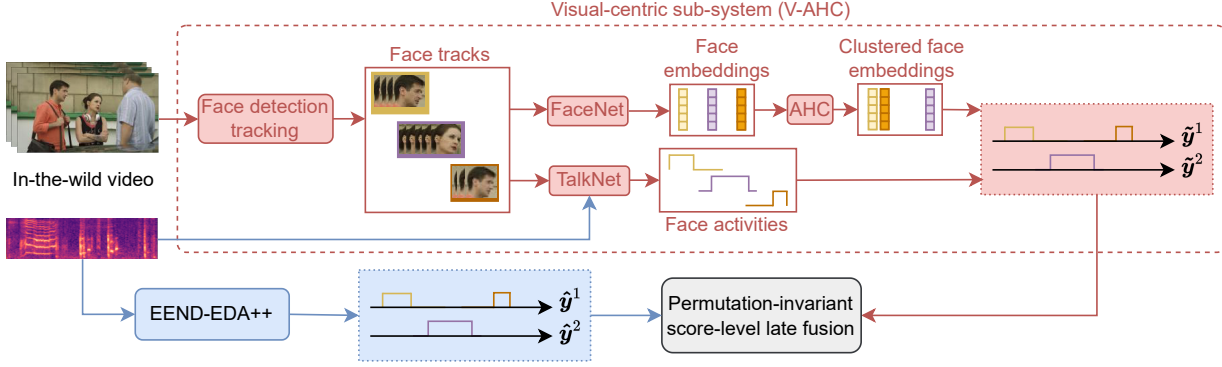 Visual-centric sub-system (V-AHC)
Face tracks
Face
embeddings
Clustered face
embeddings
Face detection
tracking
FaceNet
AHC
In-the-wild video
TalkNet
Face activities
ỹ¹
ỹ²
EEND-EDA++
ŷ¹
ŷ²
Permutation-invariant
score-level late fusion